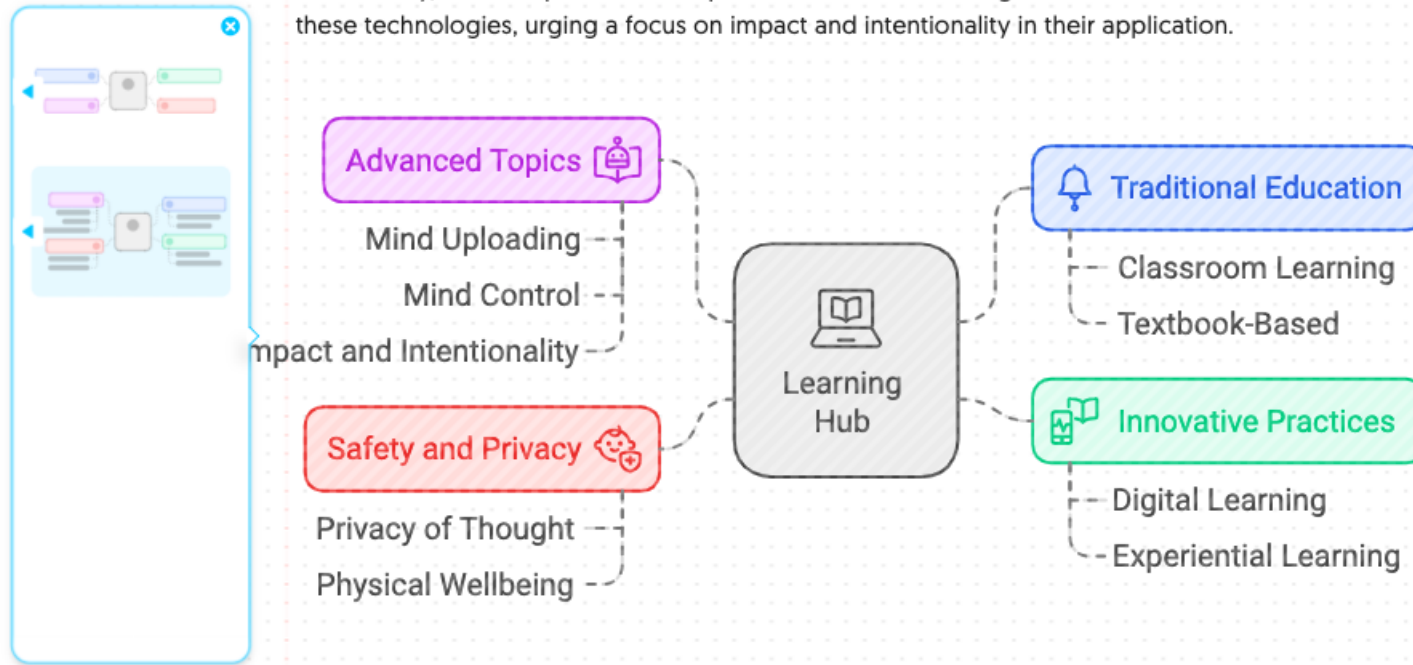 these technologies, urging a focus on impact and intentionality in their application.
Advanced Topics
Mind Uploading
Mind Control
mpact and Intentionality
Safety and Privacy
Privacy of Thought
Physical Wellbeing
Learning
Hub
Traditional Education
Classroom Learning
Textbook-Based
Innovative Practices
Digital Learning
Experiential Learning